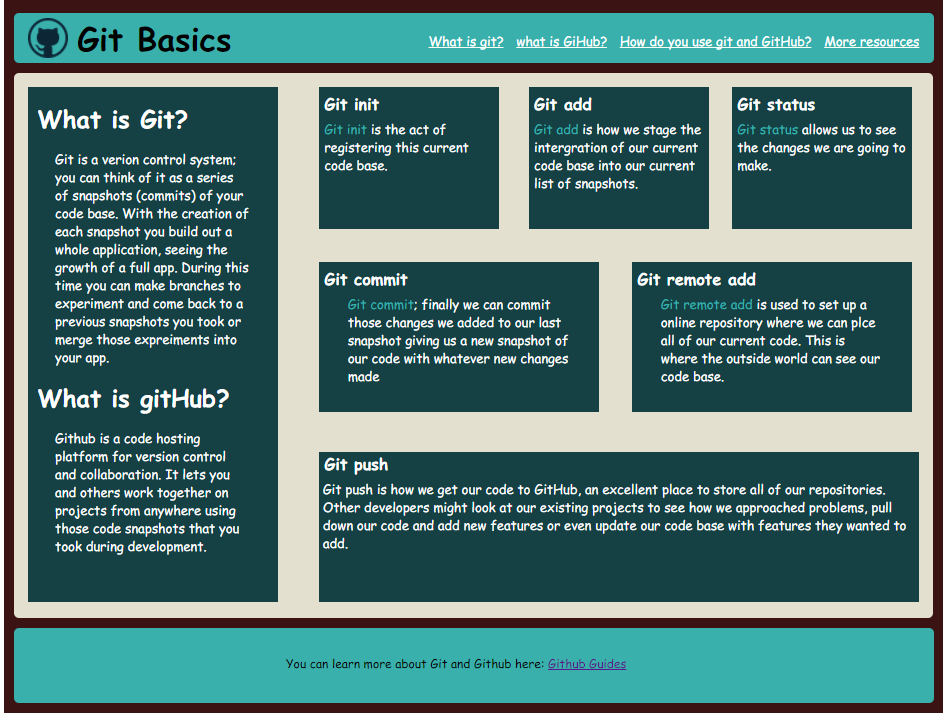 Git Basics
What is git? what is GiHub? How do you use git and GitHub? More resources
What is Git?
Git is a verion control system;
you can think of it as a series
of snapshots (commits) of your
code base. With the creation of
each snapshot you build out a
whole application, seeing the
growth of a full app. During this
time you can make branches to
experiment and come back to a
previous snapshots you took or
merge those expreiments into
your app.
What is gitHub?
Github is a code hosting
platform for version control
and collaboration. It lets you
and others work together on
projects from anywhere using
those code snapshots that you
took during development.
Git init
Git init is the act of
registering this current
code base.
Git add
Git add is how we stage the
intergration of our current
code base into our current
list of snapshots.
Git status
Git status allows us to see
the changes we are going to
make.
Git commit
Git commit; finally we can commit
those changes we added to our last
snapshot giving us a new snapshot of
our code with whatever new changes
made
Git remote add
Git remote add is used to set up a
online repository where we can plce
all of our current code. This is
where the outside world can see our
code base.
Git push
Git push is how we get our code to GitHub, an excellent place to store all of our repositories.
Other developers might look at our existing projects to see how we approached problems, pull
down our code and add new features or even update our code base with features they wanted to
add.
You can learn more about Git and Github here: Github Guides